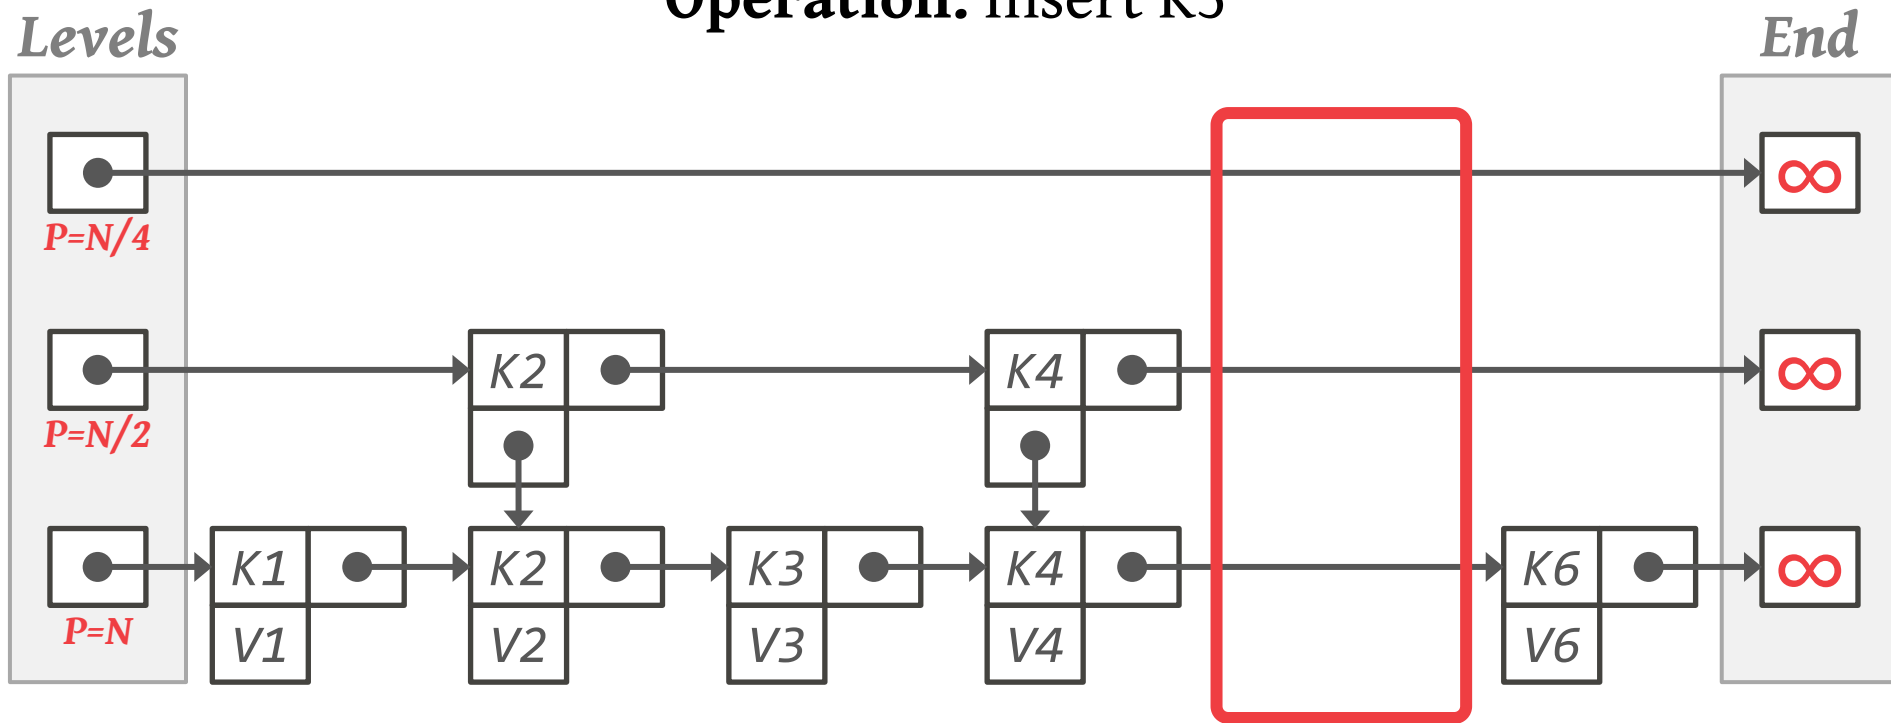 Operation: Insert K5
Levels
End
∞
P=N/4
K2
K4
∞
P=N/2
K1
K2
K3
K4
K6
∞
P=N
V1
V2
V3
V4
V6